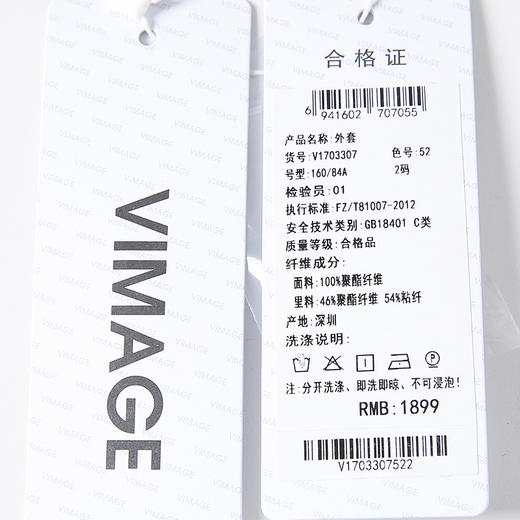 VIMAGE
合格证
6 941602 707055
产品名称:外套
货号:V1703307 色号:52
号型:160/84A 2码
检验员:01
执行标准:FZ/T81007-2012
安全技术类别:GB18401 C类
质量等级:合格品
纤维成分:
面料:100%聚酯纤维
里料:46%聚酯纤维 54%粘纤
产地:深圳
洗涤说明:
注:分开洗涤、即洗即晾、不可浸泡!
RMB:1899
V1703307522